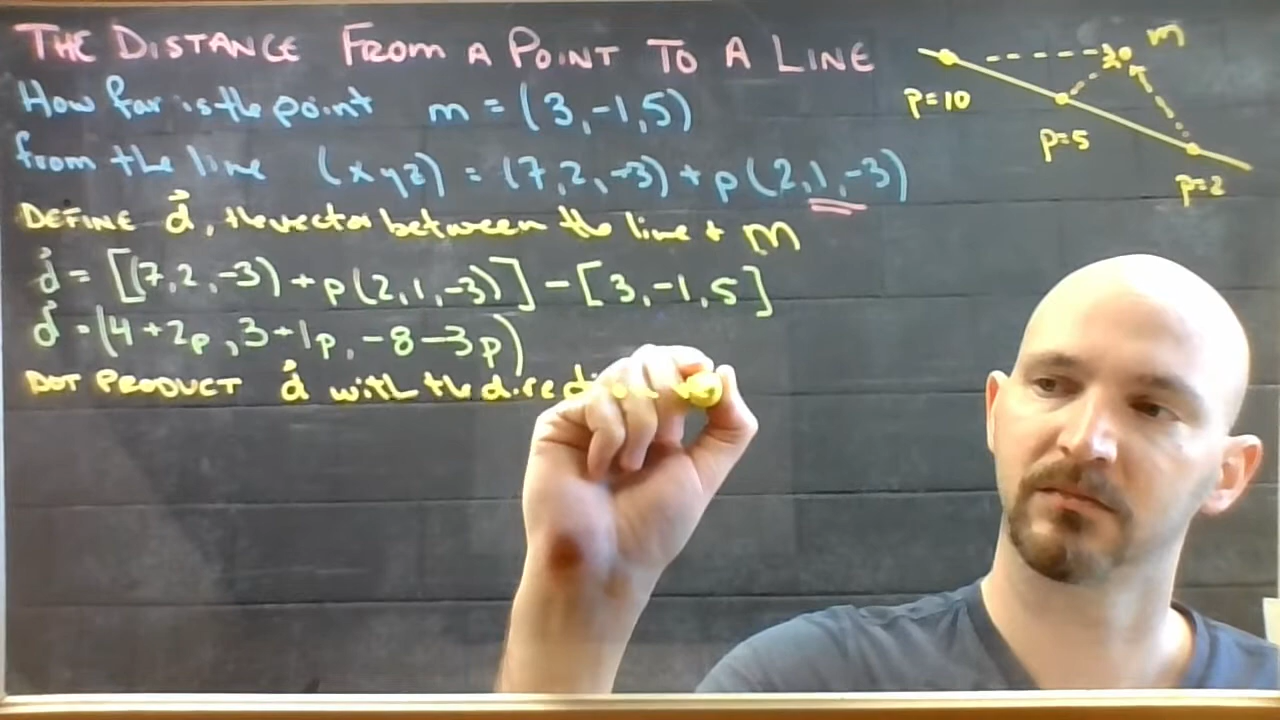 THE DISTANCE FROM A POINT TO A LINE
How far is the point m = (3,-1,5)
from the line (xyz) = (7,2,-3) + p(2,1,-3)
DEFINE d⃗, the vector between the line + m
d⃗ = [(7,2,-3)+p(2,1,-3)] - [3,-1,5]
d⃗ = (4+2p, 3+1p, -8-3p)
DOT PRODUCT d⃗ with the direction
m
p=10
p=5
p=2